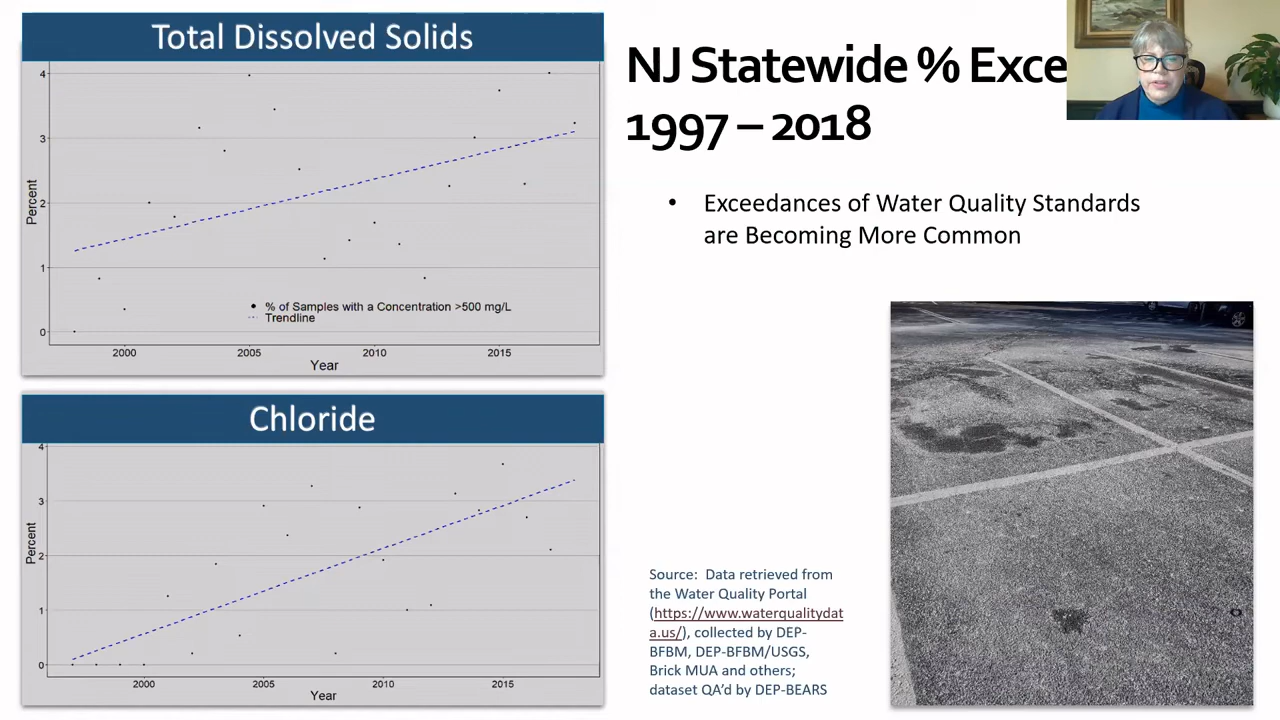 Total Dissolved Solids
4
3
2
1
0
Percent
% of Samples with a Concentration >500 mg/L
Trendline
2000 2005 2010 2015
Year
Chloride
4
3
2
1
0
Percent
2000 2005 2010 2015
Year
NJ Statewide %
1997 – 2018
• Exceedances of Water Quality Standards
are Becoming More Common
Source: Data retrieved from
the Water Quality Portal
(https://www.waterqualitydat
a.us/), collected by DEP-
BFBM, DEP-BFBM/USGS,
Brick MUA and others;
dataset QA’d by DEP-BEARS